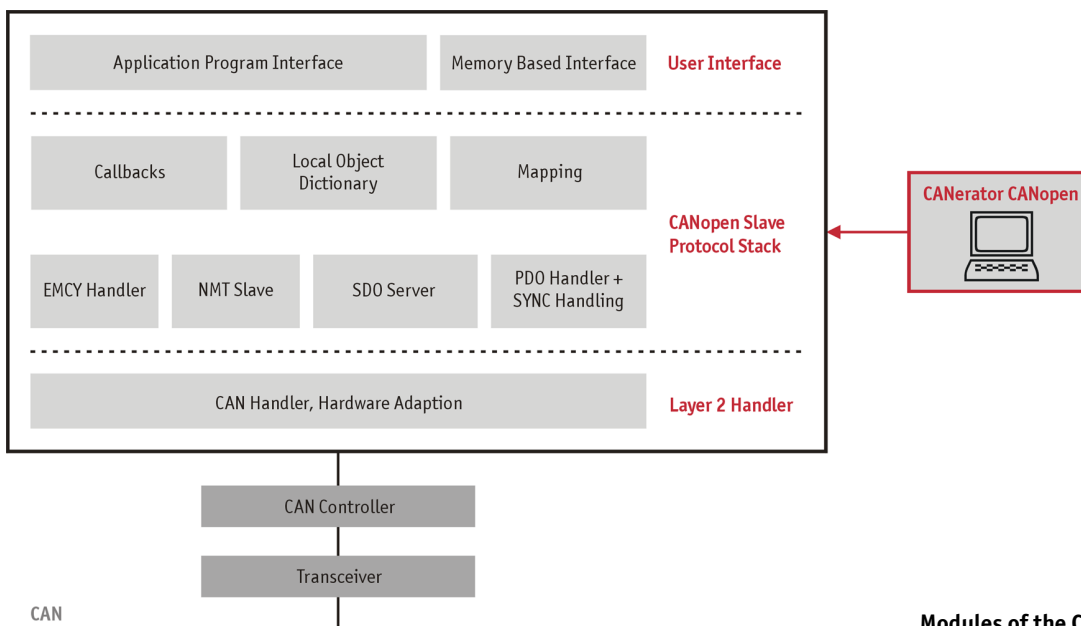 Application Program Interface
Memory Based Interface
User Interface
Callbacks
Local Object
Dictionary
Mapping
CANopen Slave
Protocol Stack
CANerator CANopen
EMCY Handler
NMT Slave
SDO Server
PDO Handler +
SYNC Handling
CAN Handler, Hardware Adaption
Layer 2 Handler
CAN Controller
Transceiver
CAN
Modules of the